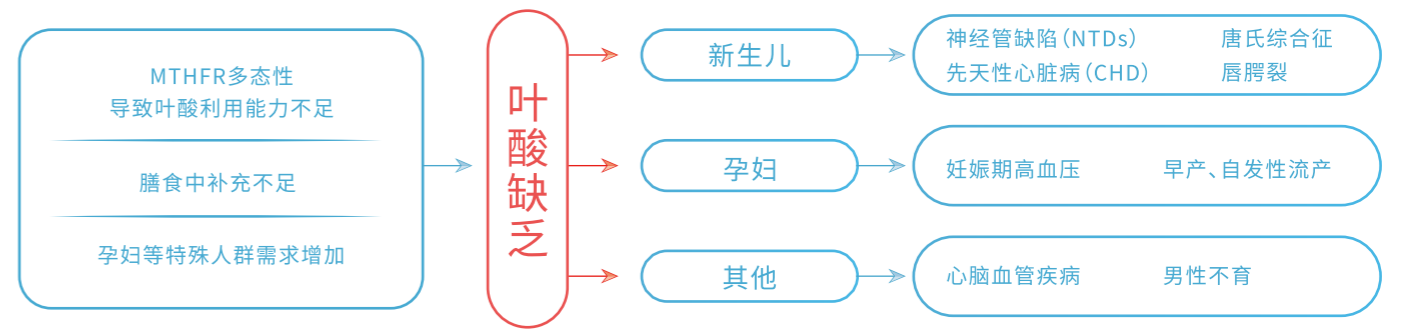 MTHFR多态性
导致叶酸利用能力不足
膳食中补充不足
孕妇等特殊人群需求增加
叶酸缺乏
新生儿
神经管缺陷(NTDs) 唐氏综合征
先天性心脏病(CHD) 唇腭裂
孕妇
妊娠期高血压 早产、自发性流产
其他
心脑血管疾病 男性不育